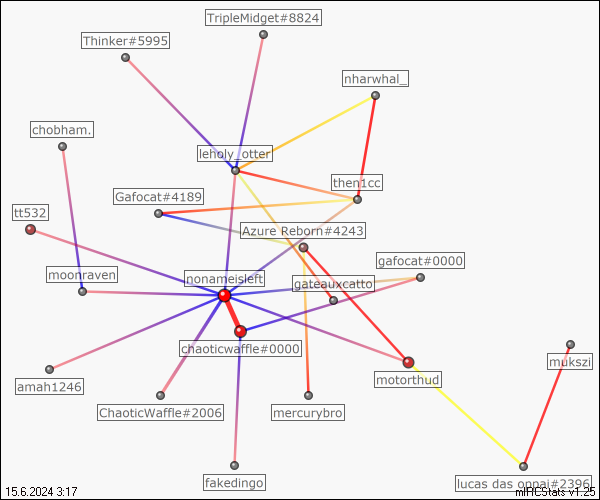 TripleMidget#8824
Thinker#5995
nharwhal_
chobham.
leholy_otter
then1cc
Gafocat#4189
tt532
Azure Reborn#4243
gafocat#0000
moonraven
nonameisleft
gateauxcatto
chaoticwaffle#0000
mukszi
motorthud
amah1246
ChaoticWaffle#2006
mercurybro
fakedingo
lucas das oppai#2396
15.6.2024 3:17
mIRCStats v1.25